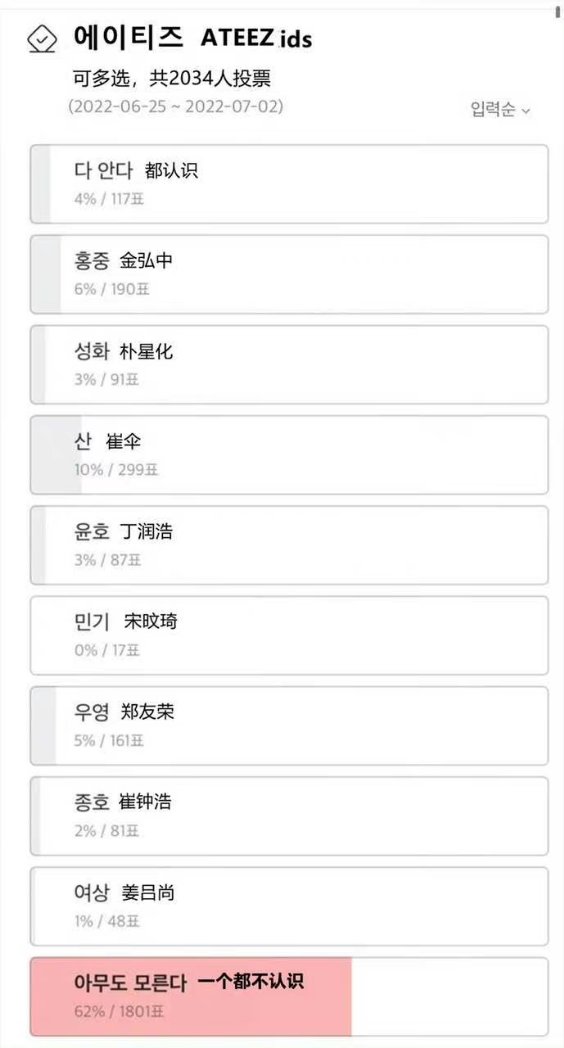 에이티즈 ATEEZ ids
可多选，共2034人投票
(2022-06-25 ~ 2022-07-02)
입력순
다 안다 都认识
4% / 117표
홍중 金弘中
6% / 190표
성화 朴星化
3% / 91표
산 崔伞
10% / 299표
윤호 丁润浩
3% / 87표
민기 宋旼琦
0% / 17표
우영 郑友荣
5% / 161표
종호 崔钟浩
2% / 81표
여상 姜吕尚
1% / 48표
아무도 모른다 一个都不认识
62% / 1801표